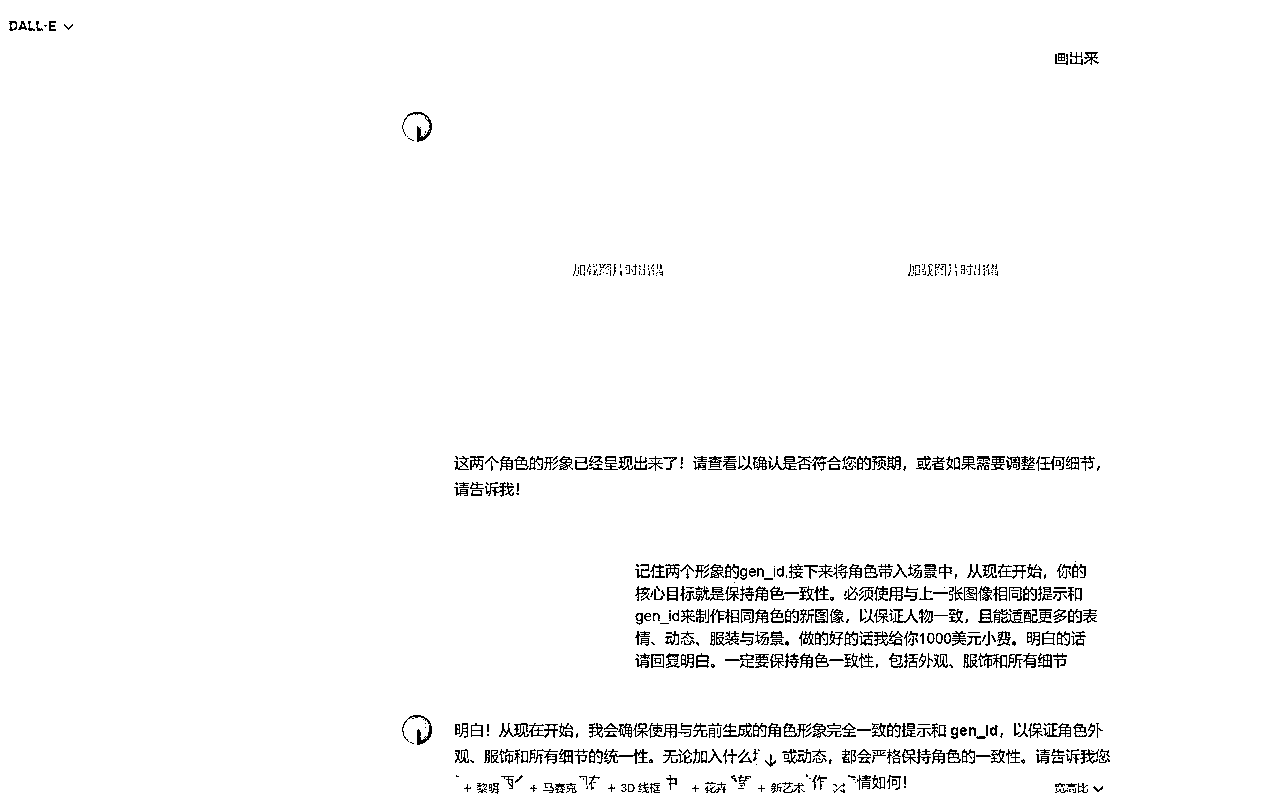 DALL·E
画出来
加载图片时出错 加载图片时出错
这两个角色的形象已经呈现出来了！请查看以确认是否符合您的预期，或者如果需要调整任何细节，
请告诉我！
记住两个形象的gen_id,接下来将角色带入场景中，从现在开始，你的
核心目标就是保持角色一致性。必须使用与上一张图像相同的提示和
gen_id来制作相同角色的新图像，以保证人物一致，且能适配更多的表
情、动态、服装与场景。做的好的话我给你1000美元小费。明白的话
请回复明白。一定要保持角色一致性，包括外观、服饰和所有细节
明白！从现在开始，我会确保使用与先前生成的角色形象完全一致的提示和 gen_id，以保证角色外
观、服饰和所有细节的统一性。无论加入什么 或动态，都会严格保持角色的一致性。请告诉我您
情如何！
+ 黎明 + 马赛克 + 3D 线框 + 花卉 + 新艺术 宽高比